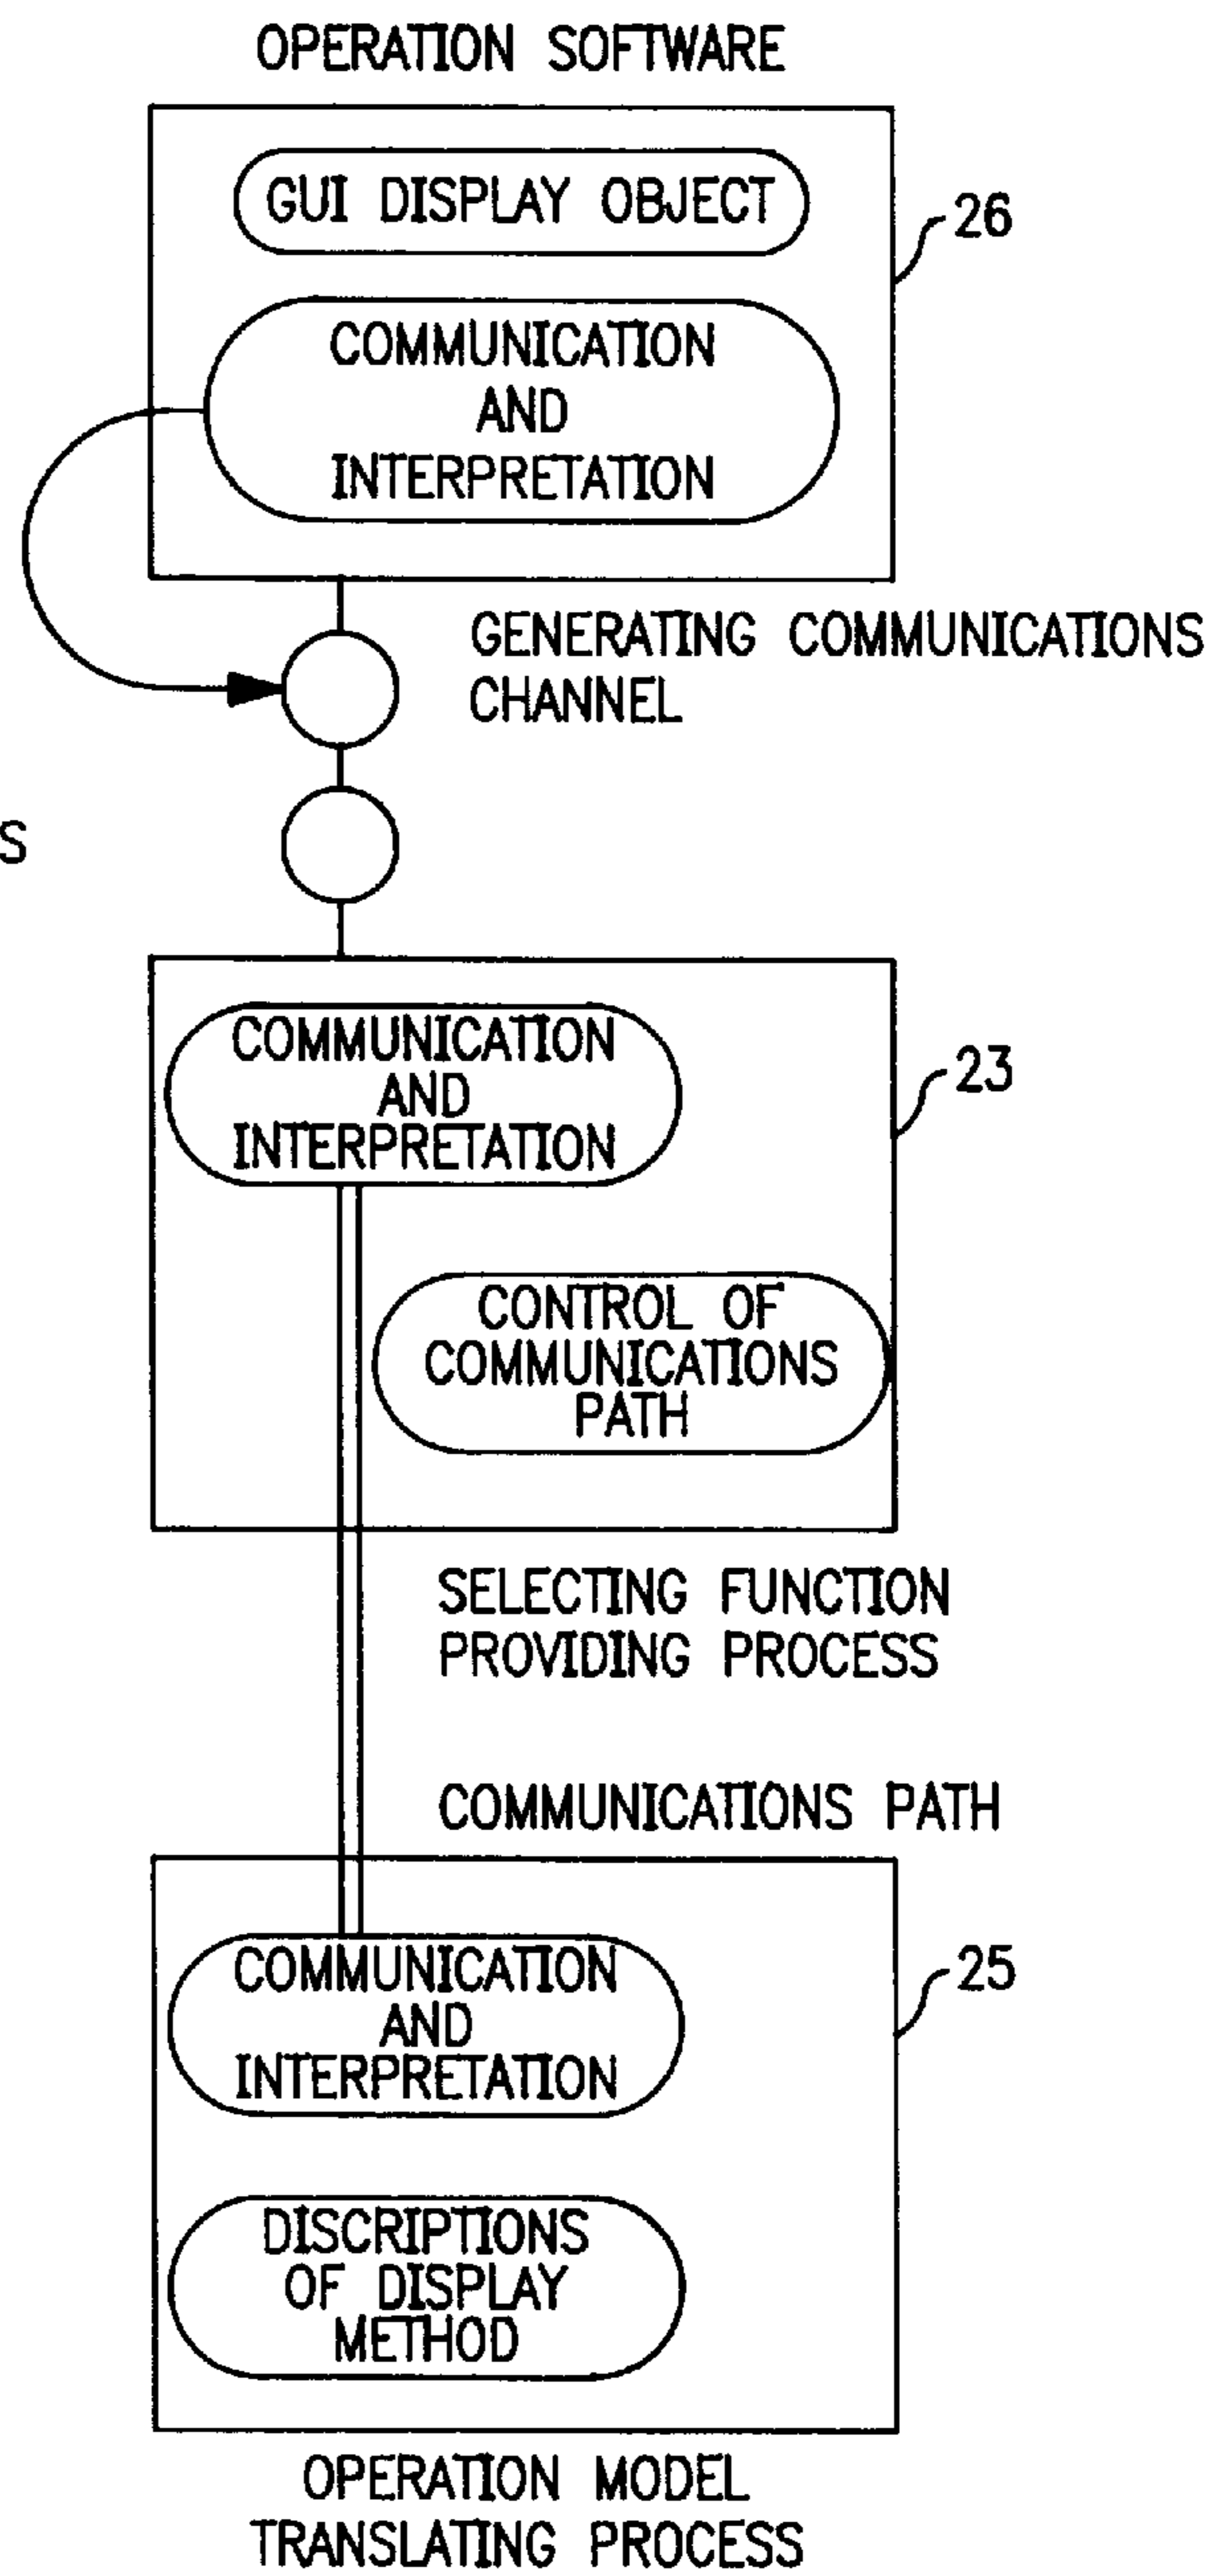 OPERATION SOFTWARE
GUI DISPLAY OBJECT
26
COMMUNICATION
AND
INTERPRETATION
GENERATING COMMUNICATIONS
CHANNEL
S
COMMUNICATION
AND
INTERPRETATION
23
CONTROL OF
COMMUNICATIONS
PATH
SELECTING FUNCTION
PROVIDING PROCESS
COMMUNICATIONS PATH
COMMUNICATION
AND
INTERPRETATION
25
DISCRIPTIONS
OF DISPLAY
METHOD
OPERATION MODEL
TRANSLATING PROCESS